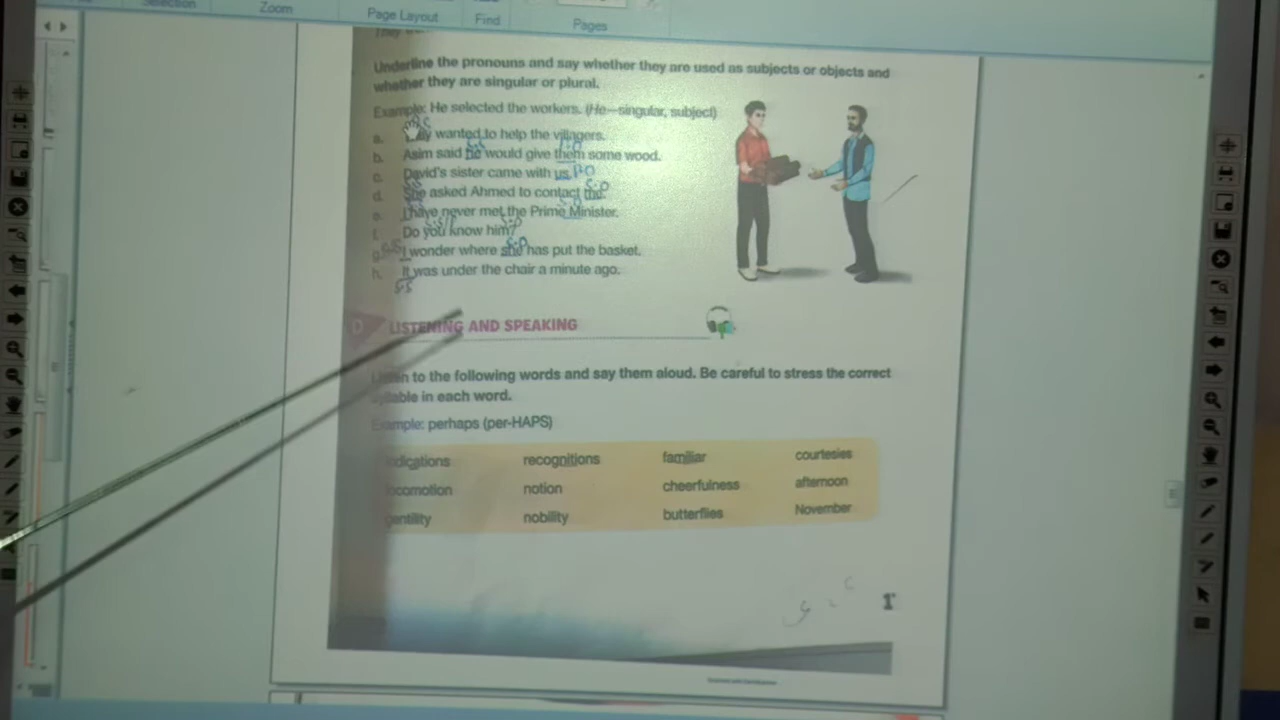 Selection
Zoom
Page Layout
Find
Pages
They
Underline the pronouns and say whether they are used as subjects or objects and
whether they are singular or plural.
Example: He selected the workers. (He—singular, subject)
a. wanted to help the villagers.
b. Asim said he would give them some wood.
c. David's sister came with us.
d. She asked Ahmed to contact me.
e. I have never met the Prime Minister.
f. Do you know him?
g. I wonder where she has put the basket.
h. It was under the chair a minute ago.
D LISTENING AND SPEAKING
Listen to the following words and say them aloud. Be careful to stress the correct
syllable in each word.
Example: perhaps (per-HAPS)
recognitions familiar courtesies
notion cheerfulness afternoon
nobility butterflies November